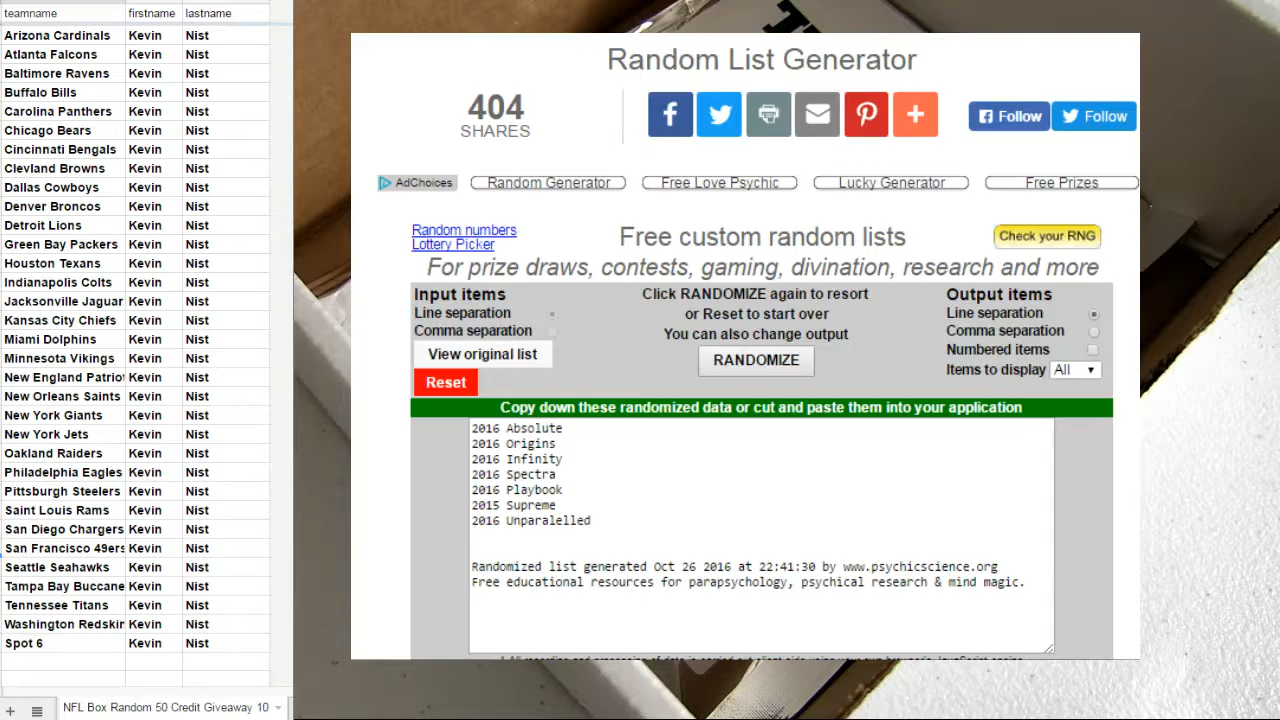 teamname firstname lastname
Arizona Cardinals Kevin Nist
Atlanta Falcons Kevin Nist
Baltimore Ravens Kevin Nist
Buffalo Bills Kevin Nist
Carolina Panthers Kevin Nist
Chicago Bears Kevin Nist
Cincinnati Bengals Kevin Nist
Clevland Browns Kevin Nist
Dallas Cowboys Kevin Nist
Denver Broncos Kevin Nist
Detroit Lions Kevin Nist
Green Bay Packers Kevin Nist
Houston Texans Kevin Nist
Indianapolis Colts Kevin Nist
Jacksonville Jaguar Kevin Nist
Kansas City Chiefs Kevin Nist
Miami Dolphins Kevin Nist
Minnesota Vikings Kevin Nist
New England Patriot Kevin Nist
New Orleans Saints Kevin Nist
New York Giants Kevin Nist
New York Jets Kevin Nist
Oakland Raiders Kevin Nist
Philadelphia Eagles Kevin Nist
Pittsburgh Steelers Kevin Nist
Saint Louis Rams Kevin Nist
San Diego Chargers Kevin Nist
San Francisco 49ers Kevin Nist
Seattle Seahawks Kevin Nist
Tampa Bay Buccane Kevin Nist
Tennessee Titans Kevin Nist
Washington Redskin Kevin Nist
Spot 6 Kevin Nist
NFL Box Random 50 Credit Giveaway 10
Random List Generator
404
SHARES
Follow Follow
AdChoices Random Generator Free Love Psychic Lucky Generator Free Prizes
Random numbers
Lottery Picker
Free custom random lists
Check your RNG
For prize draws, contests, gaming, divination, research and more
Input items
Line separation
Comma separation
View original list
Reset
Click RANDOMIZE again to resort
or Reset to start over
You can also change output
RANDOMIZE
Output items
Line separation
Comma separation
Numbered items
Items to display All
Copy down these randomized data or cut and paste them into your application
2016 Absolute
2016 Origins
2016 Infinity
2016 Spectra
2016 Playbook
2015 Supreme
2016 Unparalelled
Randomized list generated Oct 26 2016 at 22:41:30 by www.psychicscience.org
Free educational resources for parapsychology, psychical research & mind magic.